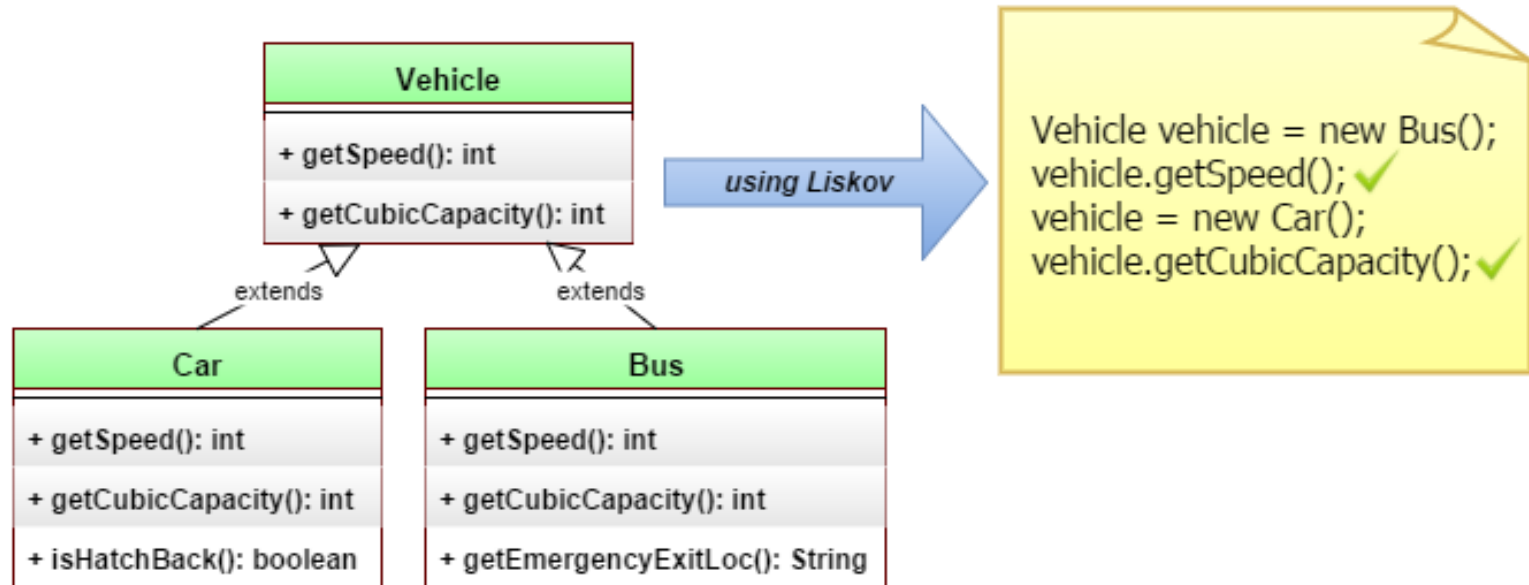 Vehicle
+ getSpeed(): int
+ getCubicCapacity(): int
using Liskov
Vehicle vehicle = new Bus();
vehicle.getSpeed();
vehicle = new Car();
vehicle.getCubicCapacity();
extends
extends
Car
+ getSpeed(): int
+ getCubicCapacity(): int
+ isHatchBack(): boolean
Bus
+ getSpeed(): int
+ getCubicCapacity(): int
+ getEmergencyExitLoc(): String